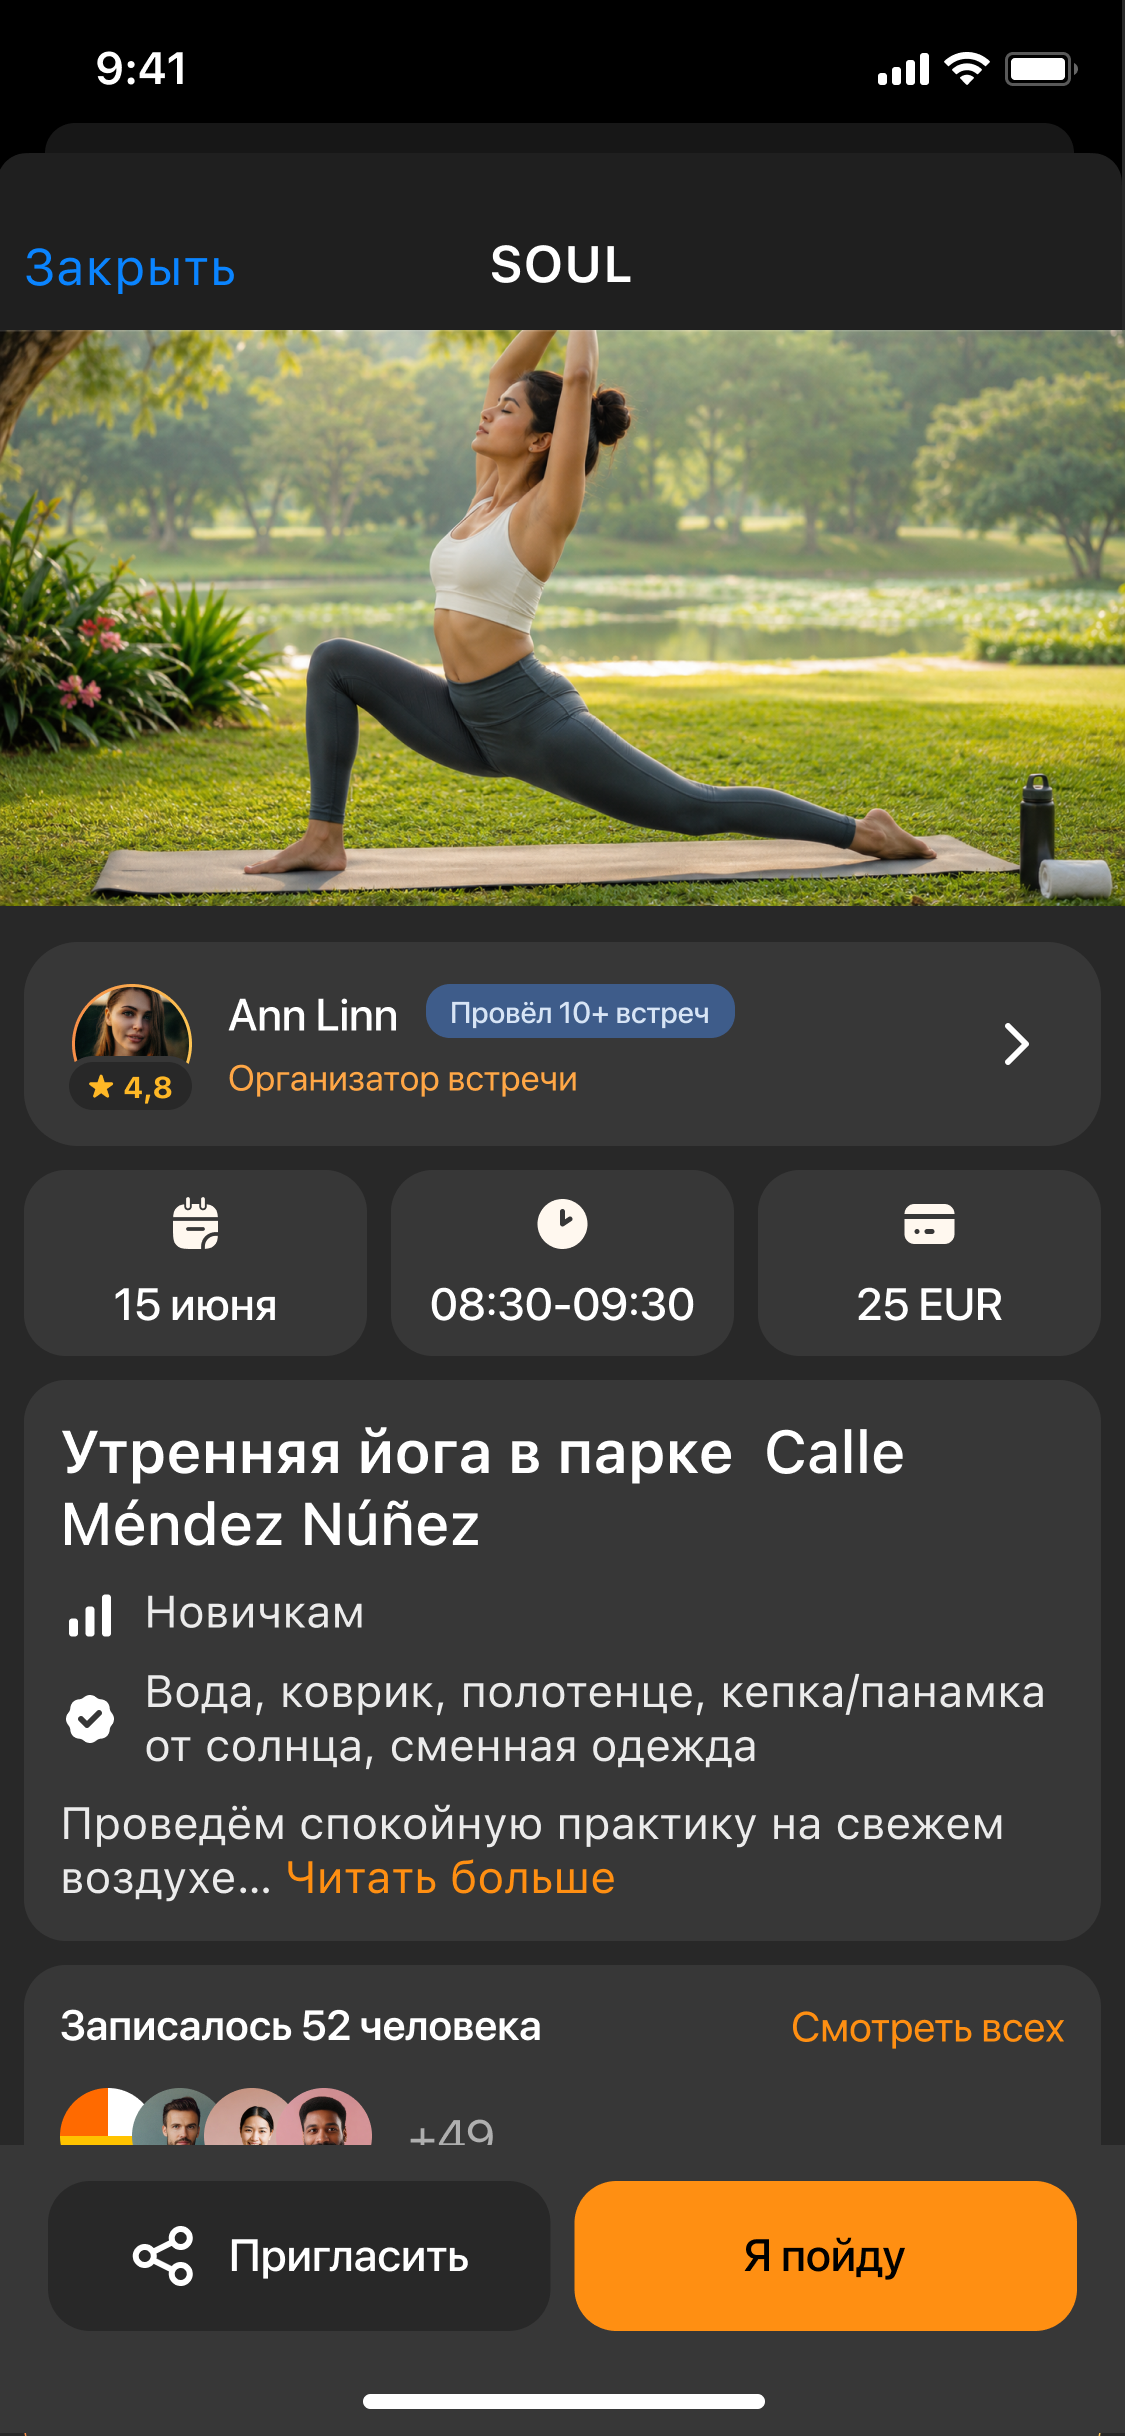 9:41
Закрыть
SOUL
Ann Linn
Провёл 10+ встреч
4,8
Организатор встречи
15 июня
08:30-09:30
25 EUR
Утренняя йога в парке Calle
Méndez Núñez
Новичкам
Вода, коврик, полотенце, кепка/панамка
от солнца, сменная одежда
Проведём спокойную практику на свежем
воздухе... Читать больше
Записалось 52 человека
Смотреть всех
+49
Пригласить
Я пойду